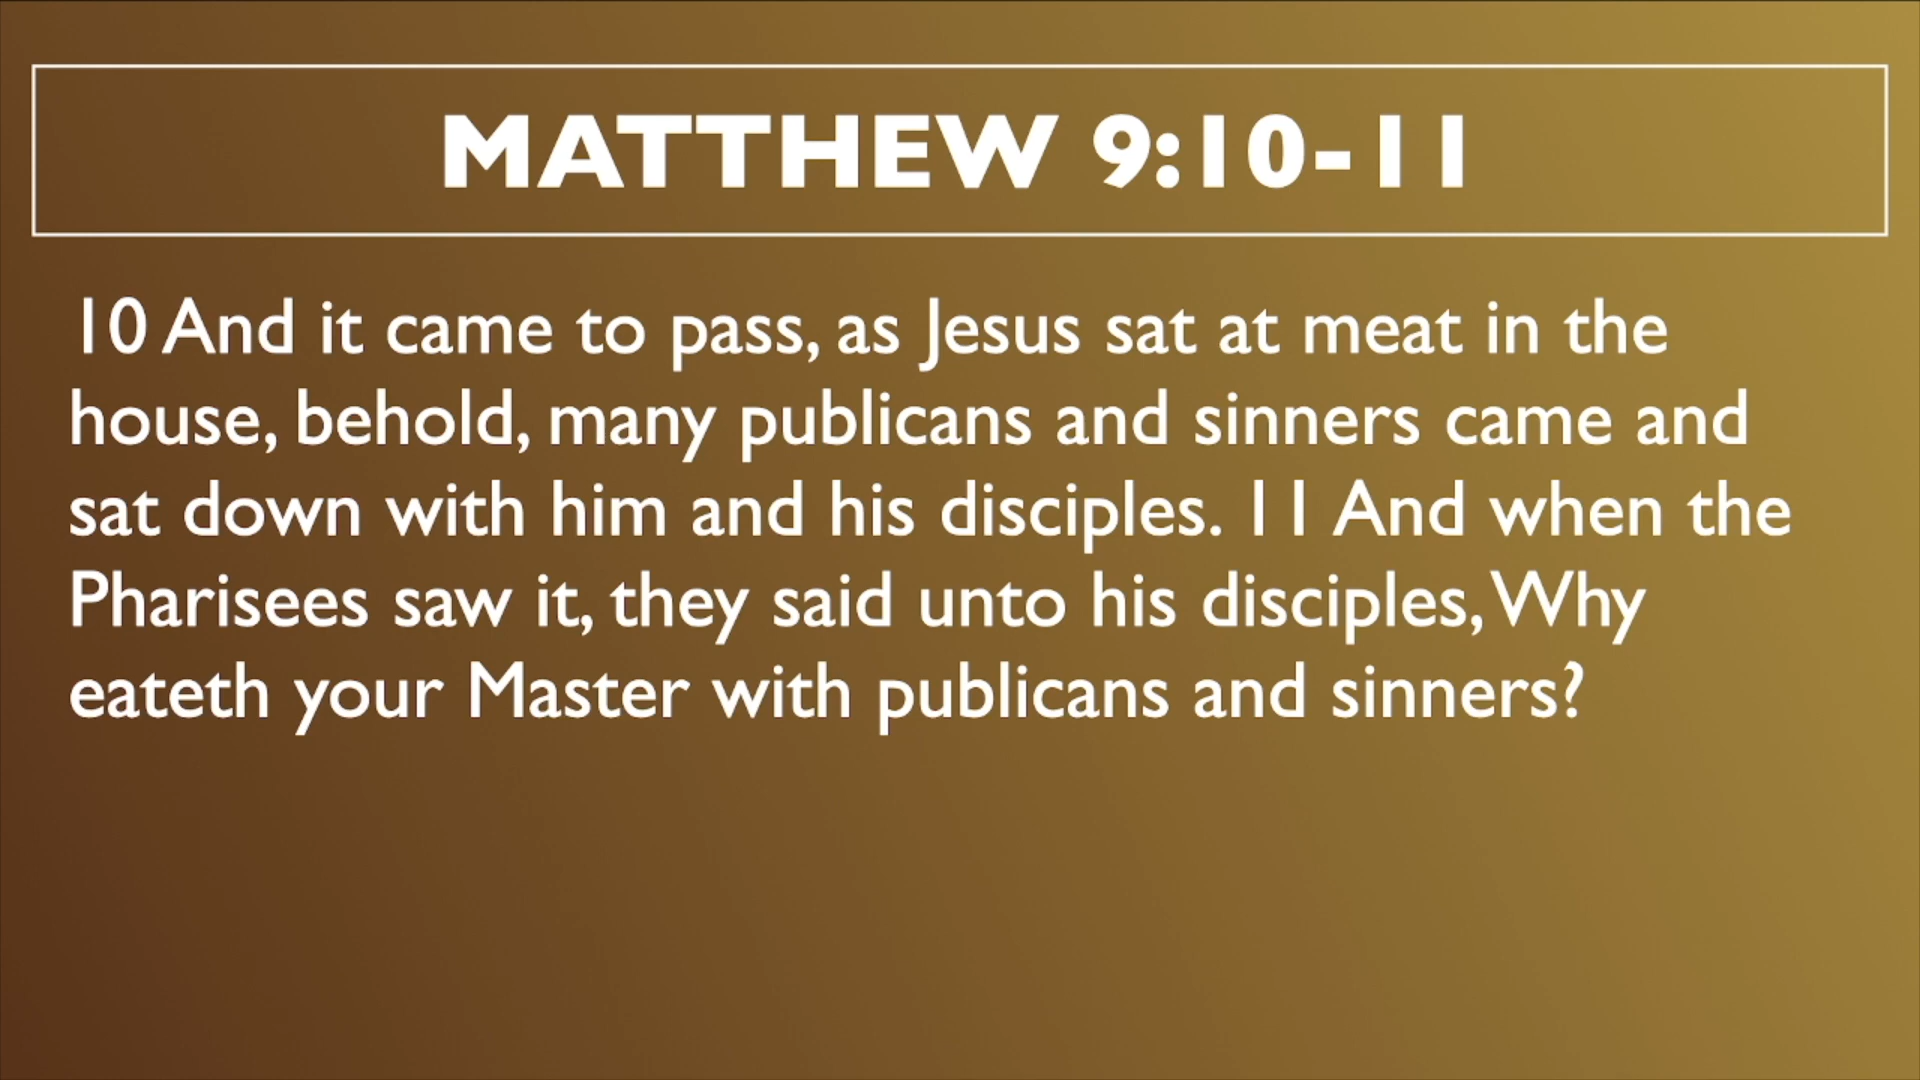 MATTHEW 9:10-11
10 And it came to pass, as Jesus sat at meat in the
house, behold, many publicans and sinners came and
sat down with him and his disciples. 11 And when the
Pharisees saw it, they said unto his disciples, Why
eateth your Master with publicans and sinners?